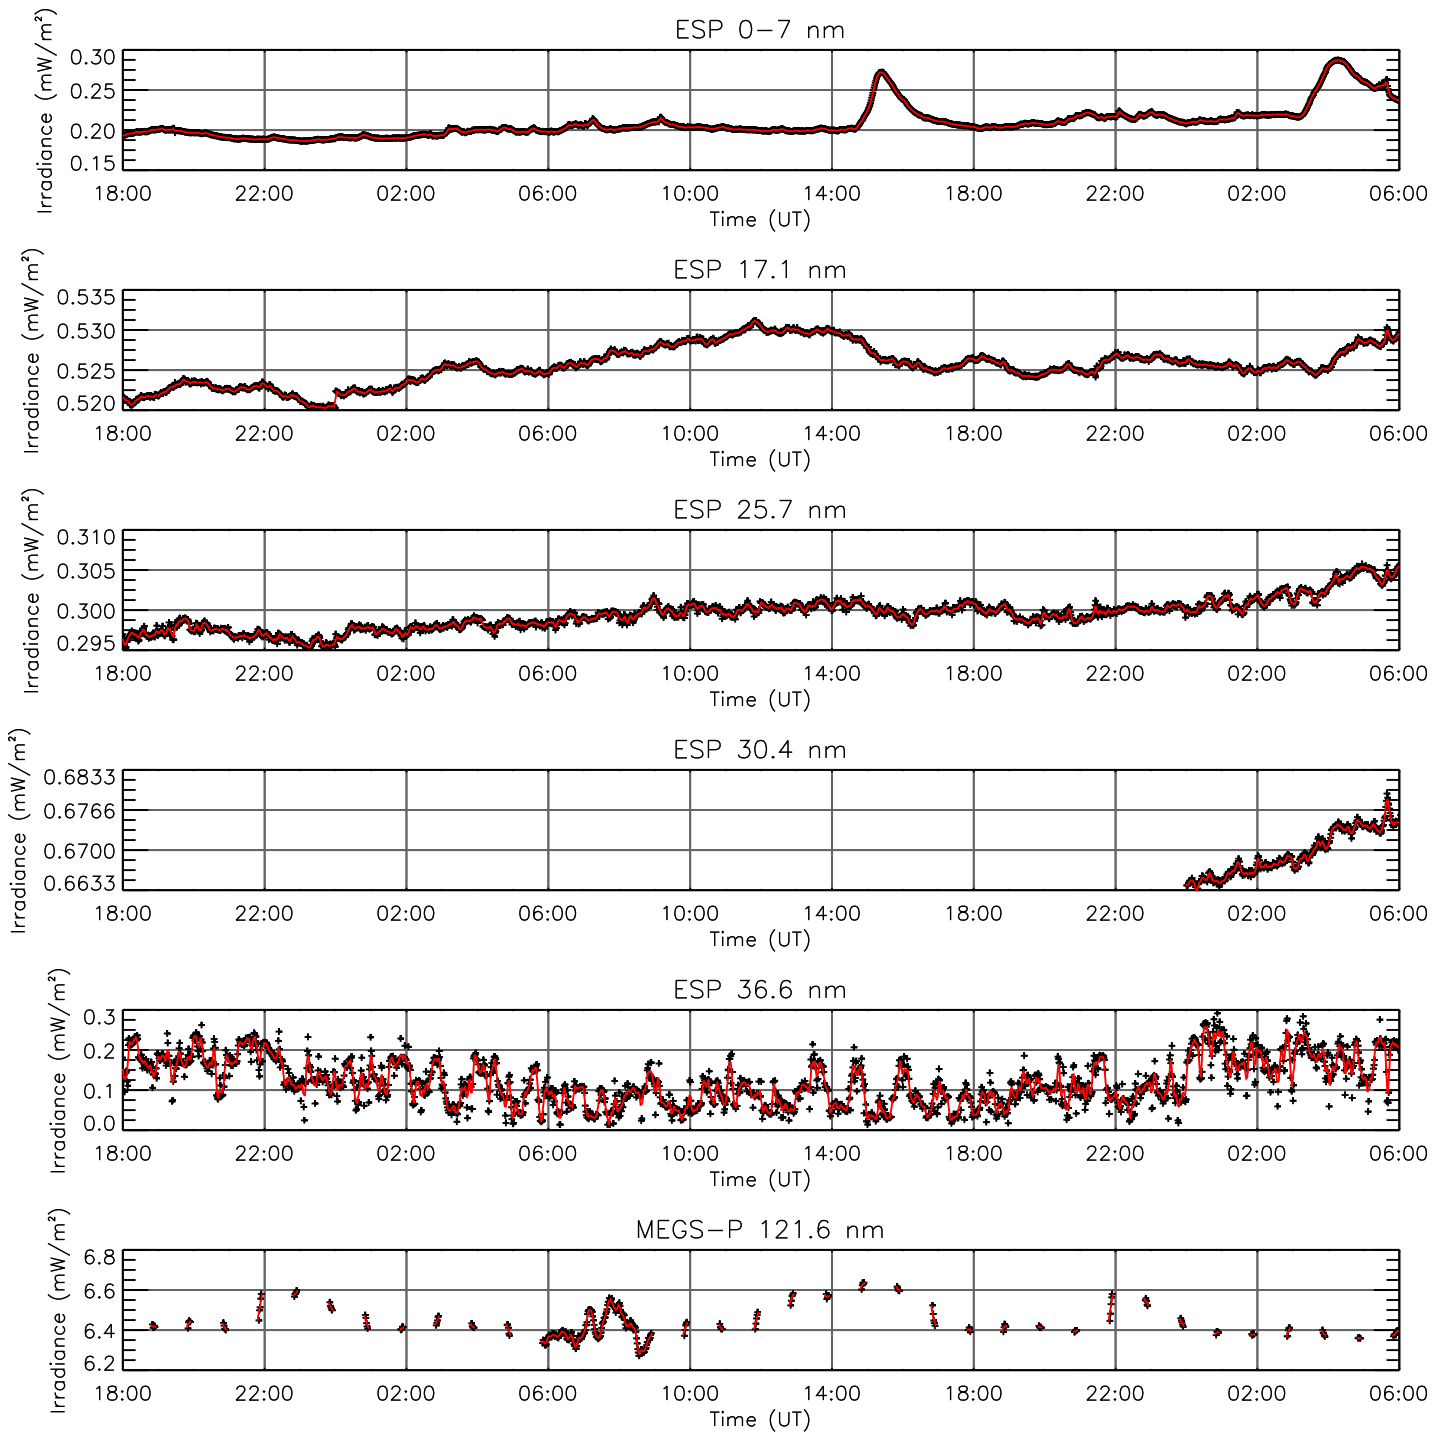 ESP 0-7 nm
Irradiance (mW/m²)
0.30
0.25
0.20
0.15
18:00 22:00 02:00 06:00 10:00 14:00 18:00 22:00 02:00 06:00
Time (UT)
ESP 17.1 nm
Irradiance (mW/m²)
0.535
0.530
0.525
0.520
18:00 22:00 02:00 06:00 10:00 14:00 18:00 22:00 02:00 06:00
Time (UT)
ESP 25.7 nm
Irradiance (mW/m²)
0.310
0.305
0.300
0.295
18:00 22:00 02:00 06:00 10:00 14:00 18:00 22:00 02:00 06:00
Time (UT)
ESP 30.4 nm
Irradiance (mW/m²)
0.6833
0.6766
0.6700
0.6633
18:00 22:00 02:00 06:00 10:00 14:00 18:00 22:00 02:00 06:00
Time (UT)
ESP 36.6 nm
Irradiance (mW/m²)
0.3
0.2
0.1
0.0
18:00 22:00 02:00 06:00 10:00 14:00 18:00 22:00 02:00 06:00
Time (UT)
MEGS-P 121.6 nm
Irradiance (mW/m²)
6.8
6.6
6.4
6.2
18:00 22:00 02:00 06:00 10:00 14:00 18:00 22:00 02:00 06:00
Time (UT)